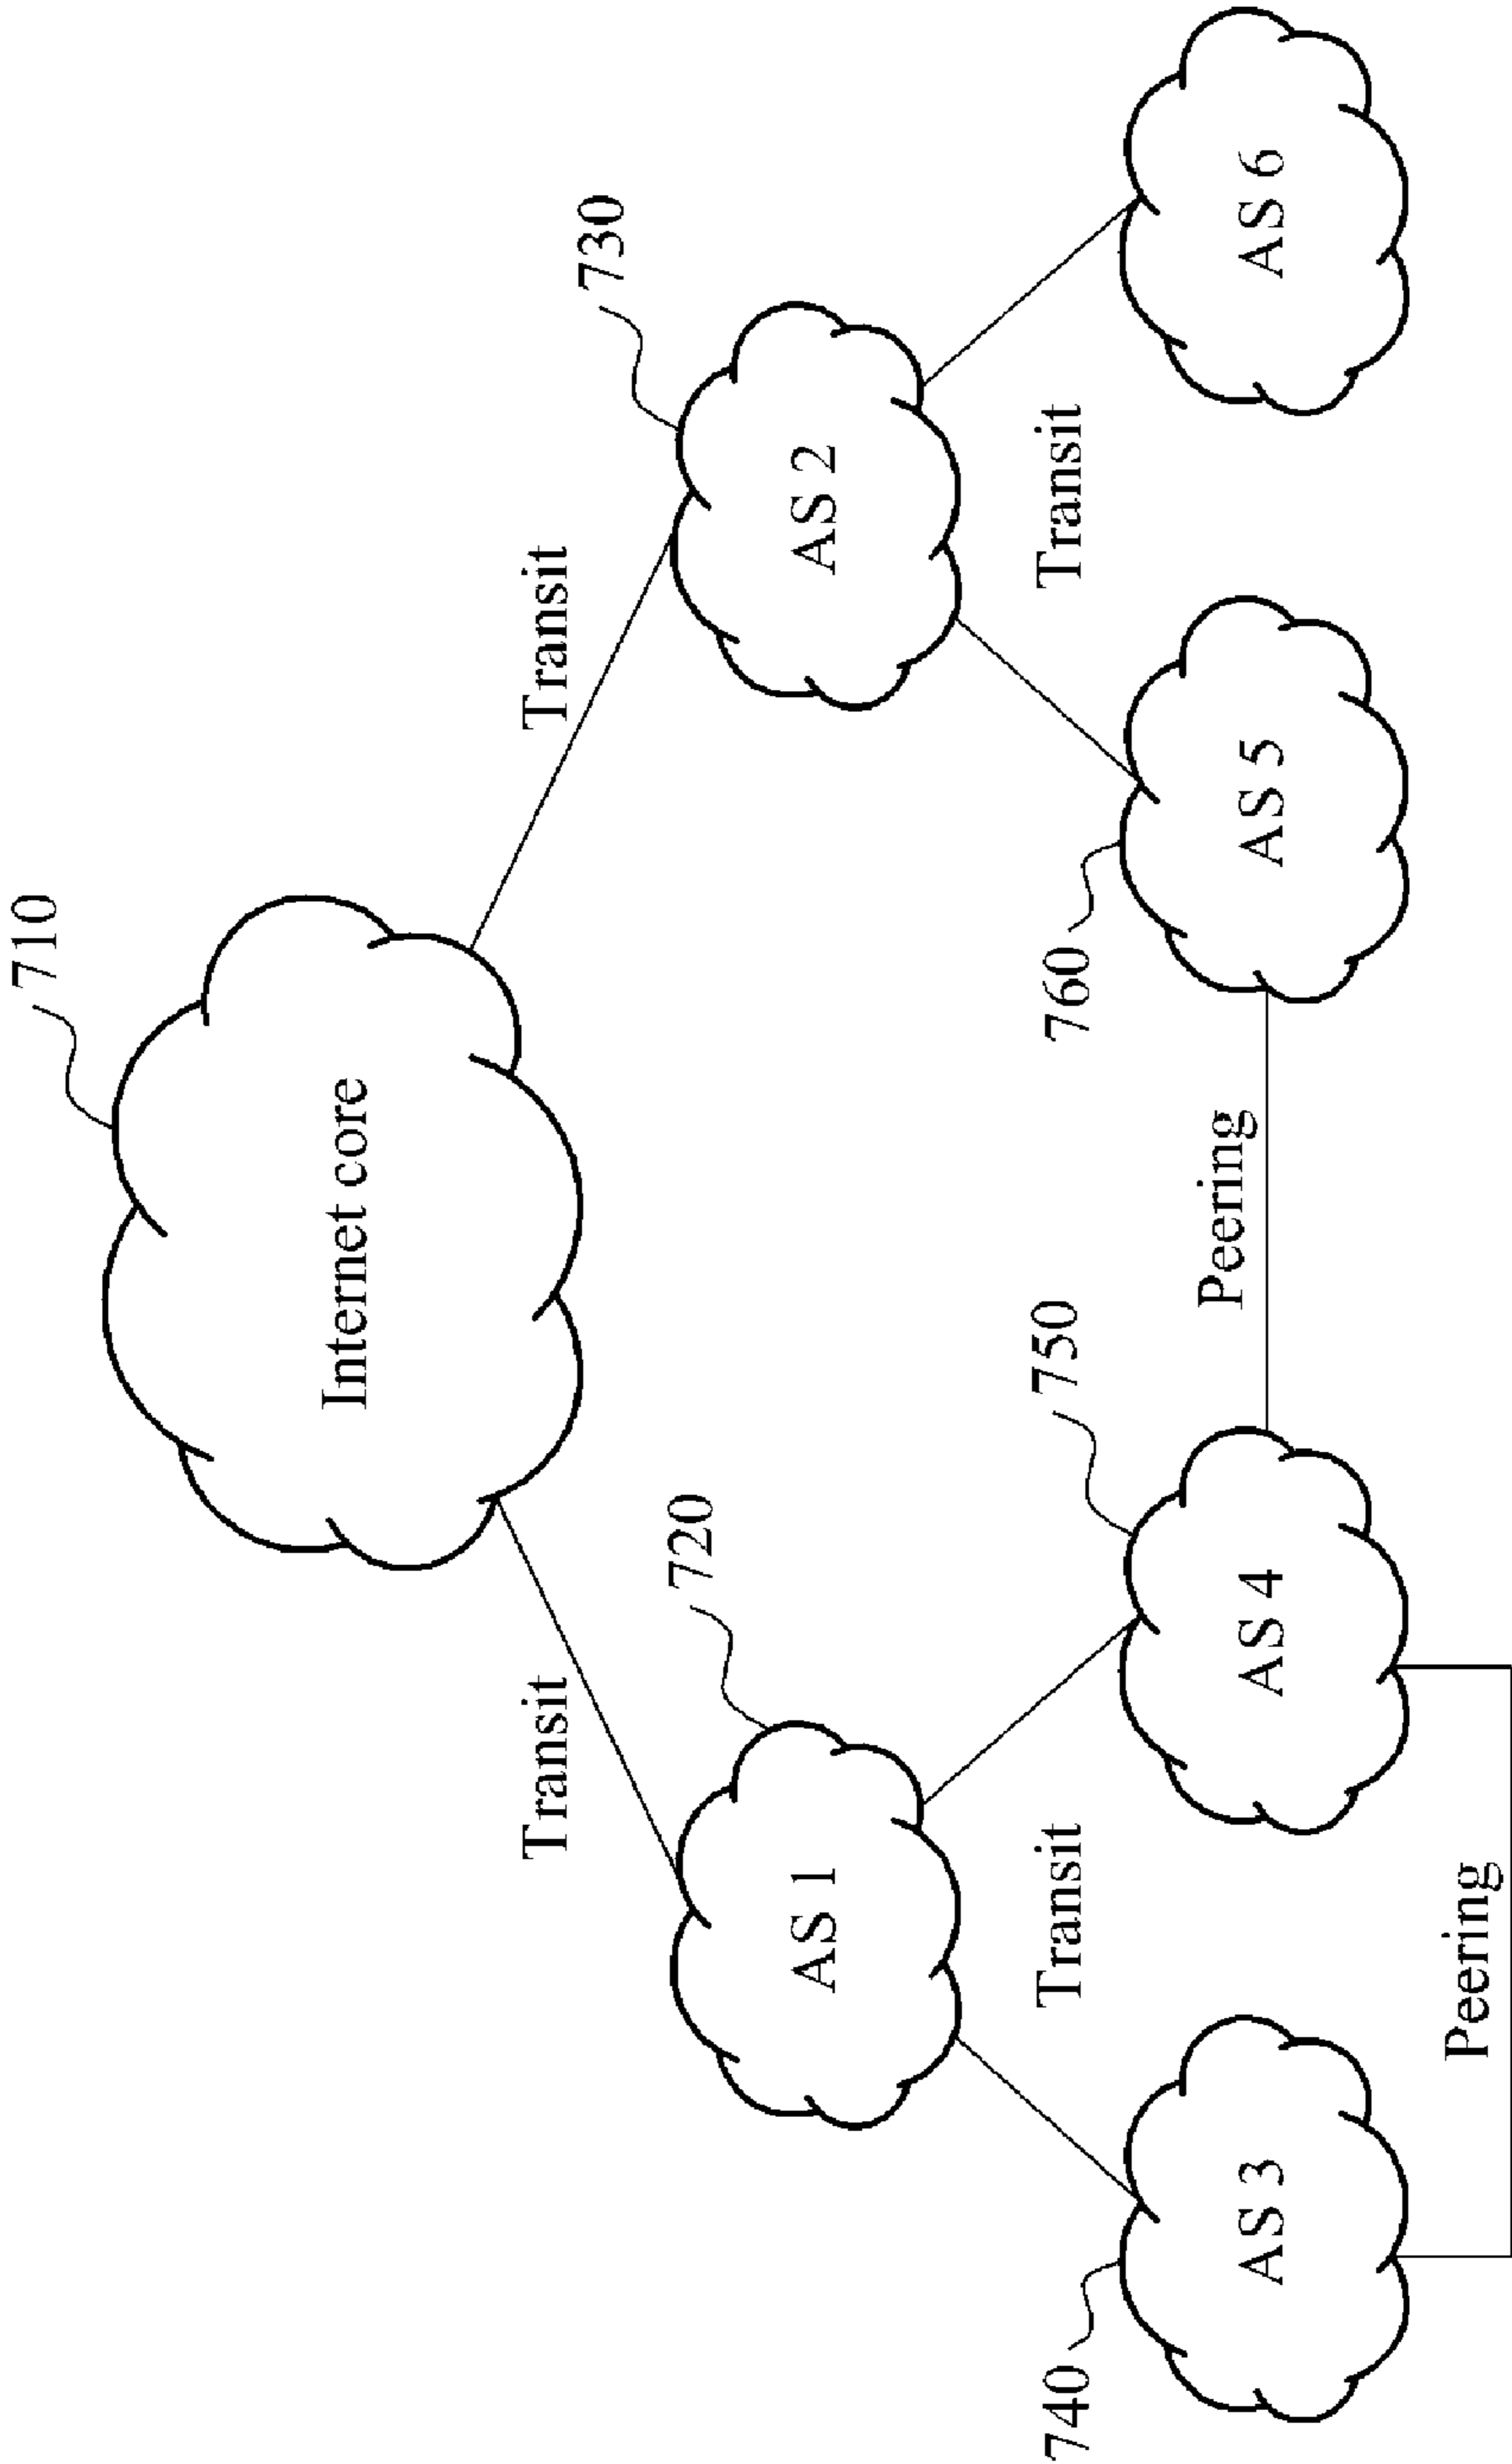 710
Internet core
Transit
Transit
720
730
AS 1
AS 2
Transit
Transit
740
750
760
Peering
AS 3
AS 4
AS 5
AS 6
Peering